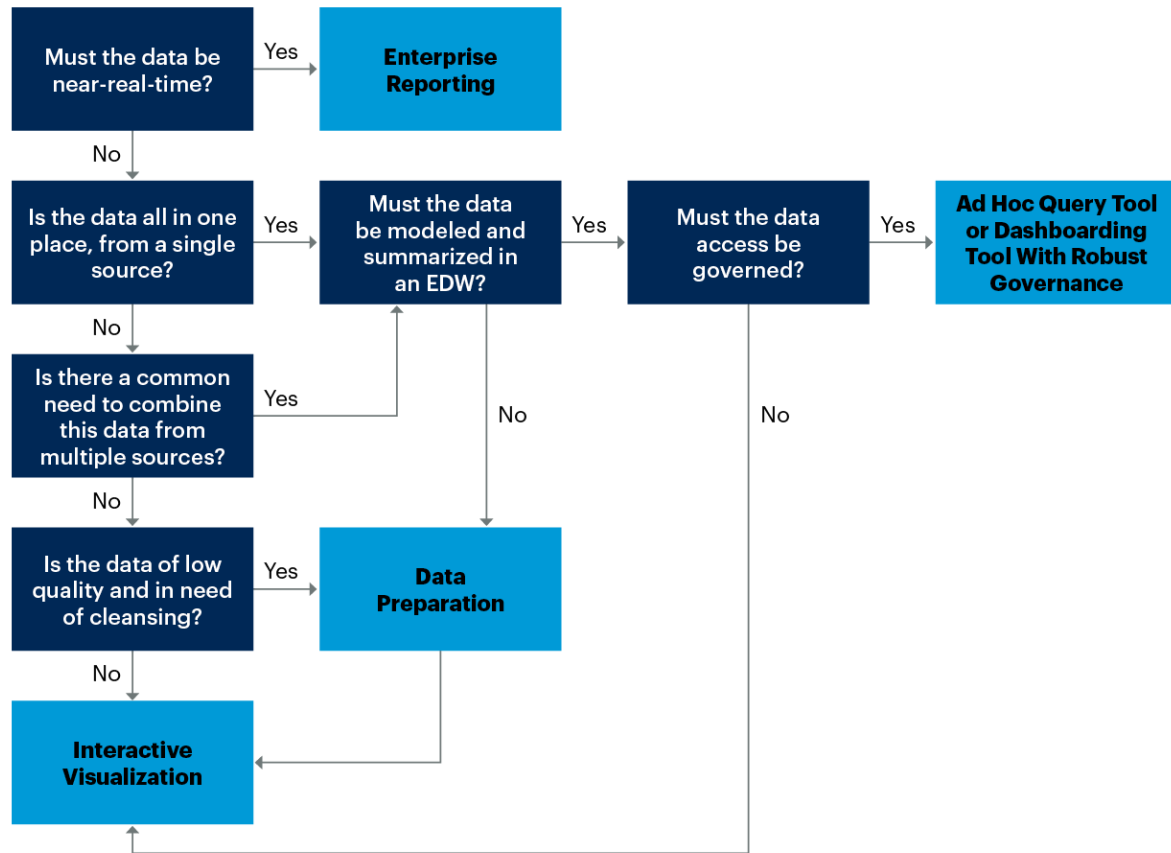 Must the data be
near-real-time?
Yes
Enterprise
Reporting
No
Is the data all in one
place, from a single
source?
Yes
Must the data
be modeled and
summarized in
an EDW?
Yes
Must the data
access be
governed?
Yes
Ad Hoc Query Tool
or Dashboarding
Tool With Robust
Governance
No
Is there a common
need to combine
this data from
multiple sources?
Yes
No
No
No
Is the data of low
quality and in need
of cleansing?
Yes
Data
Preparation
No
Interactive
Visualization